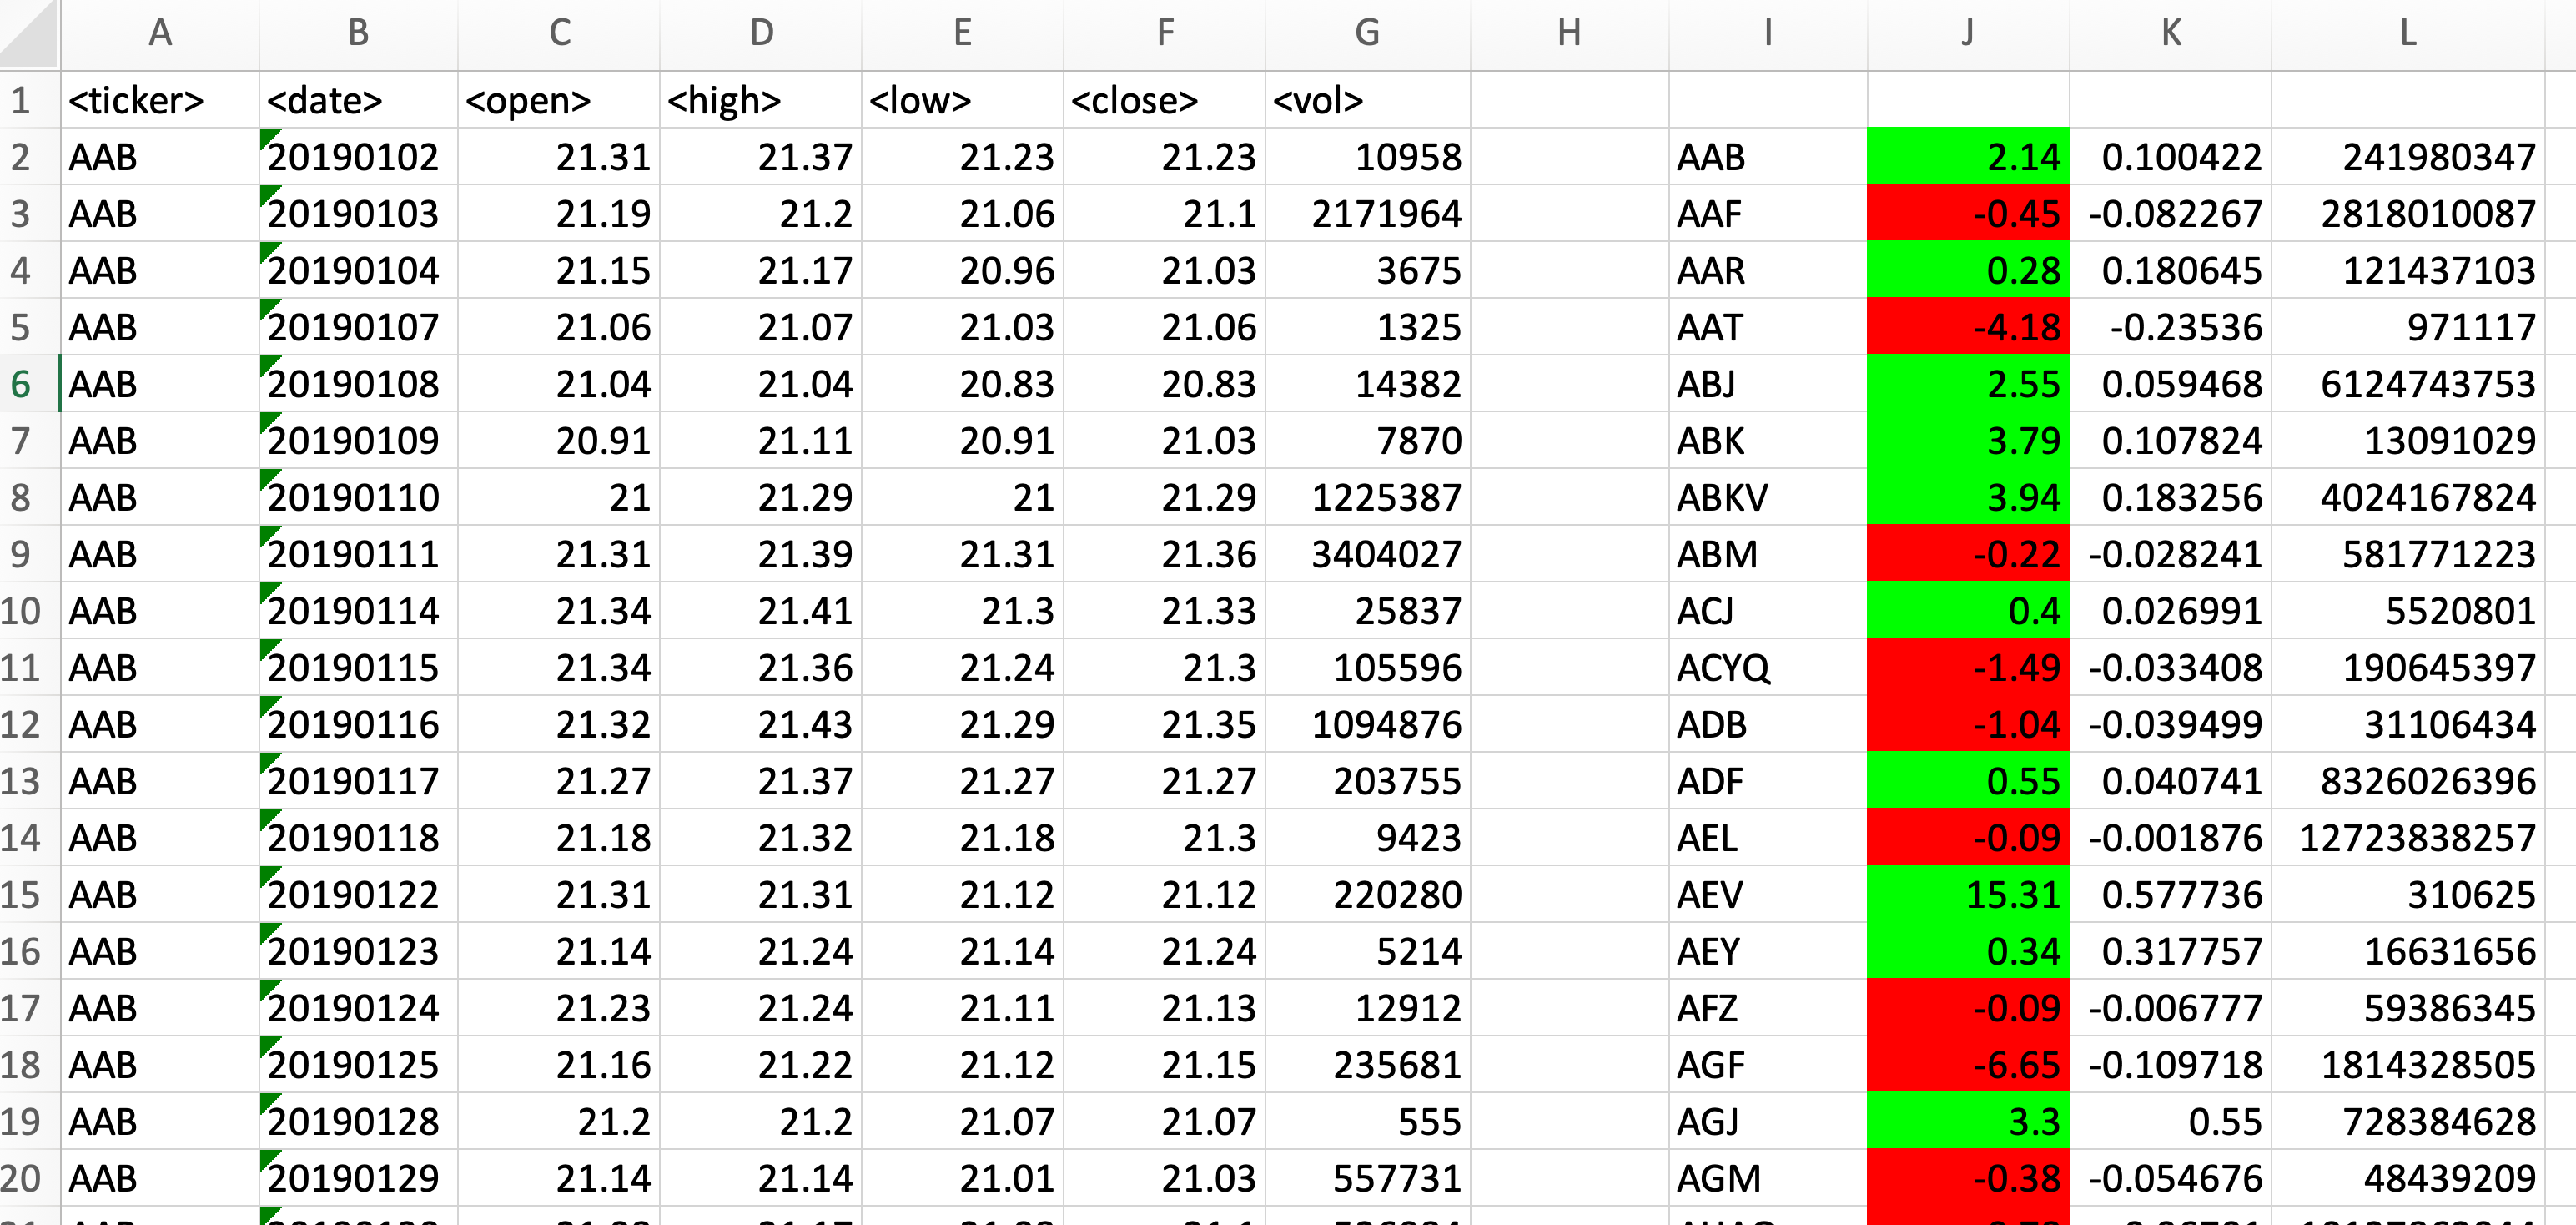 A B C D E F G H I J K L
1 <ticker> <date> <open> <high> <low> <close> <vol>
2 AAB 20190102 21.31 21.37 21.23 21.23 10958 AAB 2.14 0.100422 241980347
3 AAB 20190103 21.19 21.2 21.06 21.1 2171964 AAF -0.45 -0.082267 2818010087
4 AAB 20190104 21.15 21.17 20.96 21.03 3675 AAR 0.28 0.180645 121437103
5 AAB 20190107 21.06 21.07 21.03 21.06 1325 AAT -4.18 -0.23536 971117
6 AAB 20190108 21.04 21.04 20.83 20.83 14382 ABJ 2.55 0.059468 6124743753
7 AAB 20190109 20.91 21.11 20.91 21.03 7870 ABK 3.79 0.107824 13091029
8 AAB 20190110 21 21.29 21 21.29 1225387 ABKV 3.94 0.183256 4024167824
9 AAB 20190111 21.31 21.39 21.31 21.36 3404027 ABM -0.22 -0.028241 581771223
10 AAB 20190114 21.34 21.41 21.3 21.33 25837 ACJ 0.4 0.026991 5520801
11 AAB 20190115 21.34 21.36 21.24 21.3 105596 ACYQ -1.49 -0.033408 190645397
12 AAB 20190116 21.32 21.43 21.29 21.35 1094876 ADB -1.04 -0.039499 31106434
13 AAB 20190117 21.27 21.37 21.27 21.27 203755 ADF 0.55 0.040741 8326026396
14 AAB 20190118 21.18 21.32 21.18 21.3 9423 AEL -0.09 -0.001876 12723838257
15 AAB 20190122 21.31 21.31 21.12 21.12 220280 AEV 15.31 0.577736 310625
16 AAB 20190123 21.14 21.24 21.14 21.24 5214 AEY 0.34 0.317757 16631656
17 AAB 20190124 21.23 21.24 21.11 21.13 12912 AFZ -0.09 -0.006777 59386345
18 AAB 20190125 21.16 21.22 21.12 21.15 235681 AGF -6.65 -0.109718 1814328505
19 AAB 20190128 21.2 21.2 21.07 21.07 555 AGJ 3.3 0.55 728384628
20 AAB 20190129 21.14 21.14 21.01 21.03 557731 AGM -0.38 -0.054676 48439209